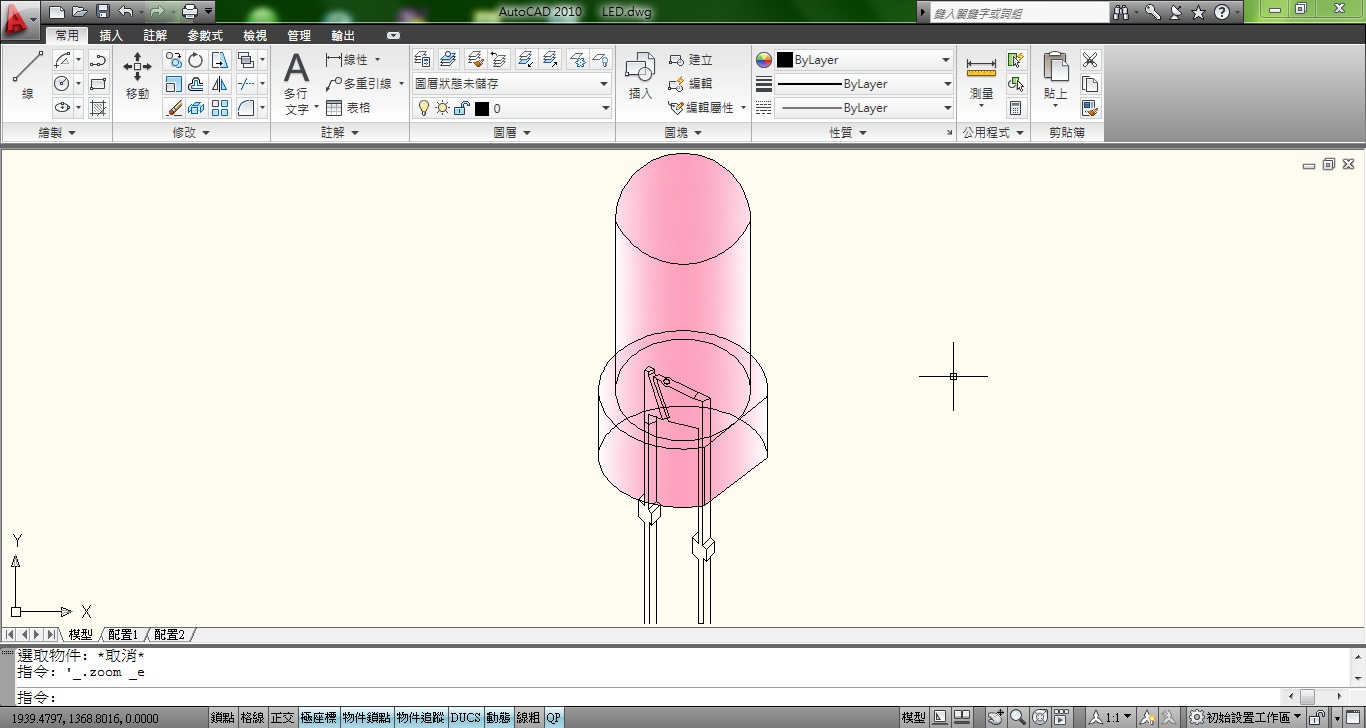 AutoCAD 2010 LED.dwg 鍵入關鍵字或詞組
常用 插入 註解 參數式 檢視 管理 輸出
線 移動 A 多行文字 線性 多重引線 表格
圖層狀態未儲存
0
插入 建立 編輯 編輯屬性
ByLayer
ByLayer
ByLayer
測量 貼上
繪製 修改 註解 圖層 圖塊 性質 公用程式 剪貼簿
Y
X
模型 配置1 配置2
選取物件: *取消*
指令: '_.zoom _e
指令:
1939.4797, 1368.8016, 0.0000 鎖點 格線 正交 極座標 物件鎖點 物件追蹤 DUCS 動態 線粗 QP 模型 1:1 初始設置工作區